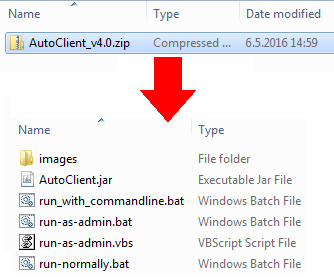 Name Type Date modified
AutoClient_v4.0.zip Compressed ... 6.5.2016 14:59
Name Type
images File folder
AutoClient.jar Executable Jar File
run_with_commandline.bat Windows Batch File
run-as-admin.bat Windows Batch File
run-as-admin.vbs VBScript Script File
run-normally.bat Windows Batch File